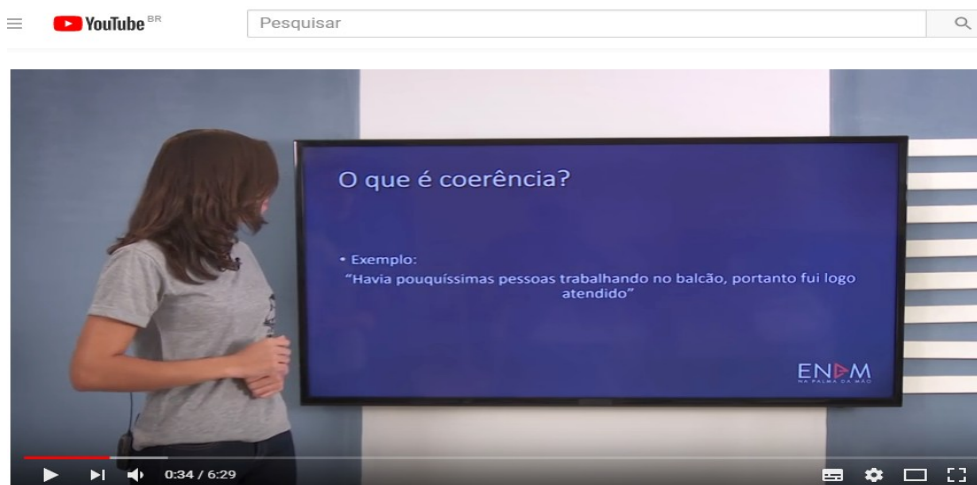 YouTube BR
Pesquisar
O que é coerência?
• Exemplo:
"Havia pouquíssimas pessoas trabalhando no balcão, portanto fui logo
atendido"
ENEM
NA PALMA DA MÃO
0:34 / 6:29